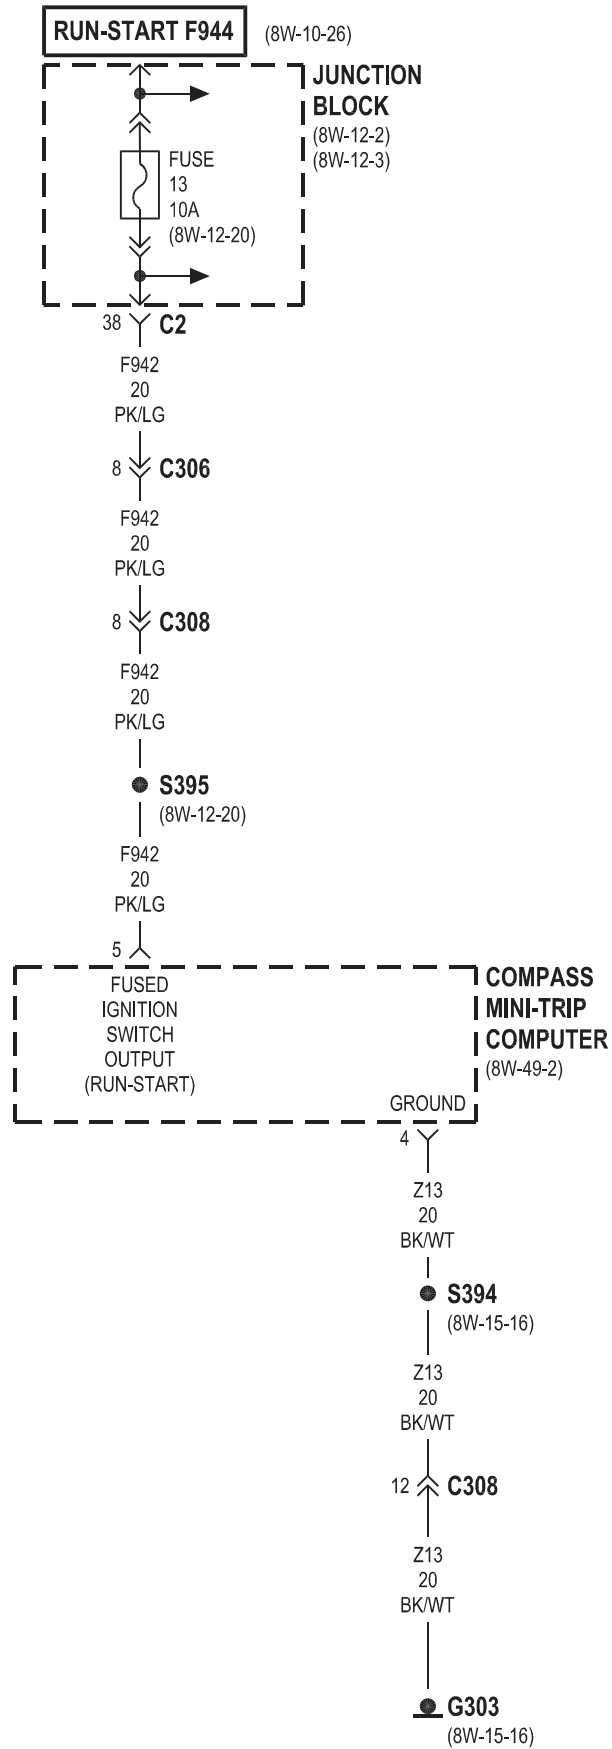 RUN-START F944 (8W-10-26)
JUNCTION
BLOCK
(8W-12-2)
(8W-12-3)
FUSE
13
10A
(8W-12-20)
38 C2
F942
20
PK/LG
8 C306
F942
20
PK/LG
8 C308
F942
20
PK/LG
S395
(8W-12-20)
F942
20
PK/LG
5
FUSED
IGNITION
SWITCH
OUTPUT
(RUN-START)
COMPASS
MINI-TRIP
COMPUTER
(8W-49-2)
GROUND
4
Z13
20
BK/WT
S394
(8W-15-16)
Z13
20
BK/WT
12 C308
Z13
20
BK/WT
G303
(8W-15-16)